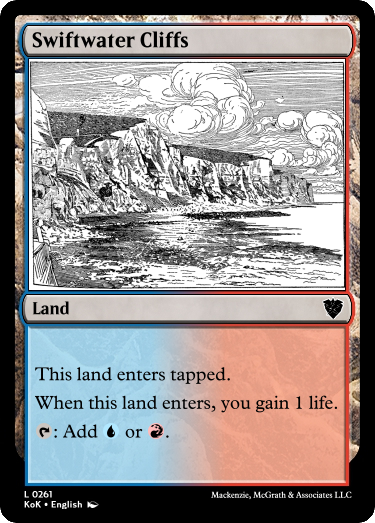 Swiftwater Cliffs
Land
This land enters tapped.
When this land enters, you gain 1 life.
: Add or .
L 0261
KoK • English
Mackenzie, McGrath & Associates LLC